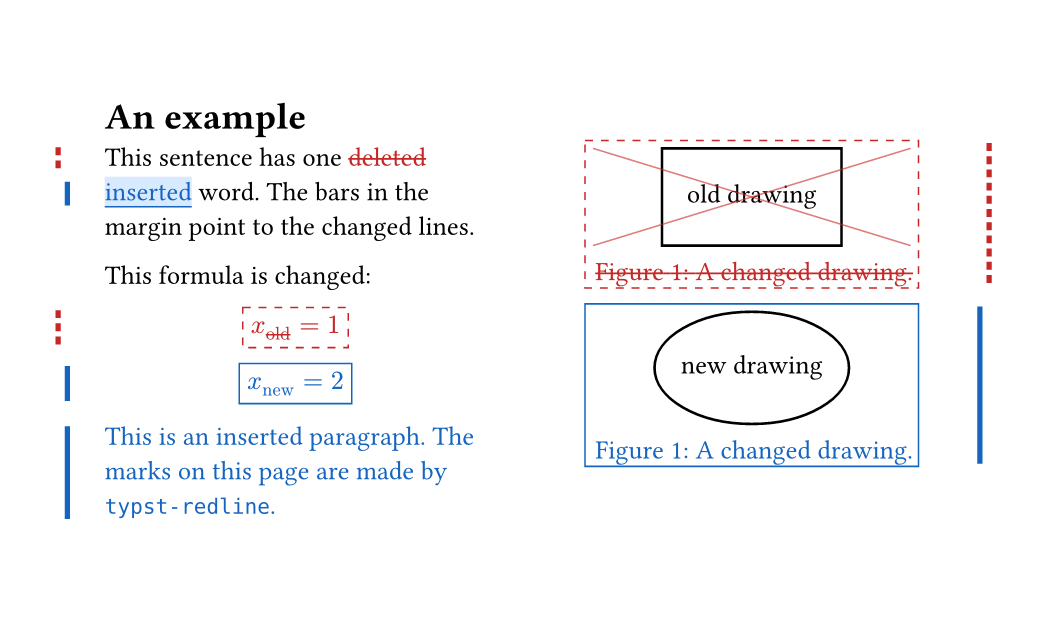 An example
This sentence has one deleted
inserted word. The bars in the
margin point to the changed lines.
This formula is changed:
x_old = 1
x_new = 2
This is an inserted paragraph. The
marks on this page are made by
typst-redline.
old drawing
Figure 1: A changed drawing.
new drawing
Figure 1: A changed drawing.